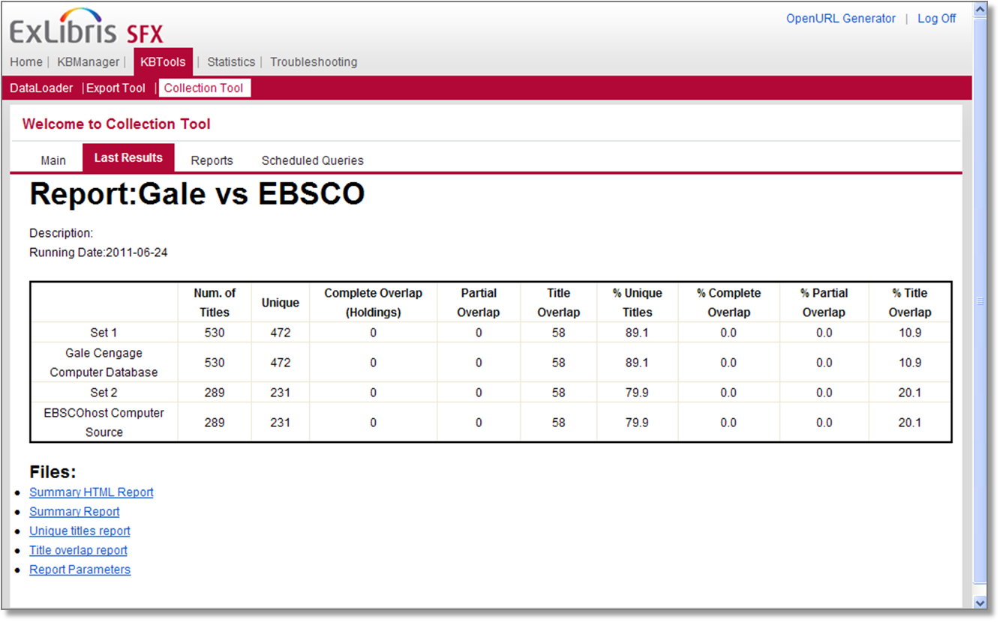 ExLibris SFX
OpenURL Generator | Log Off
Home | KBManager | KBTools | Statistics | Troubleshooting
DataLoader | Export Tool | Collection Tool
Welcome to Collection Tool
Main Last Results Reports Scheduled Queries
Report:Gale vs EBSCO
Description:
Running Date:2011-06-24
Num. of Titles Unique Complete Overlap (Holdings) Partial Overlap Title Overlap % Unique Titles % Complete Overlap % Partial Overlap % Title Overlap
Set 1 530 472 0 0 58 89.1 0.0 0.0 10.9
Gale Cengage Computer Database 530 472 0 0 58 89.1 0.0 0.0 10.9
Set 2 289 231 0 0 58 79.9 0.0 0.0 20.1
EBSCOhost Computer Source 289 231 0 0 58 79.9 0.0 0.0 20.1
Files:
Summary HTML Report
Summary Report
Unique titles report
Title overlap report
Report Parameters